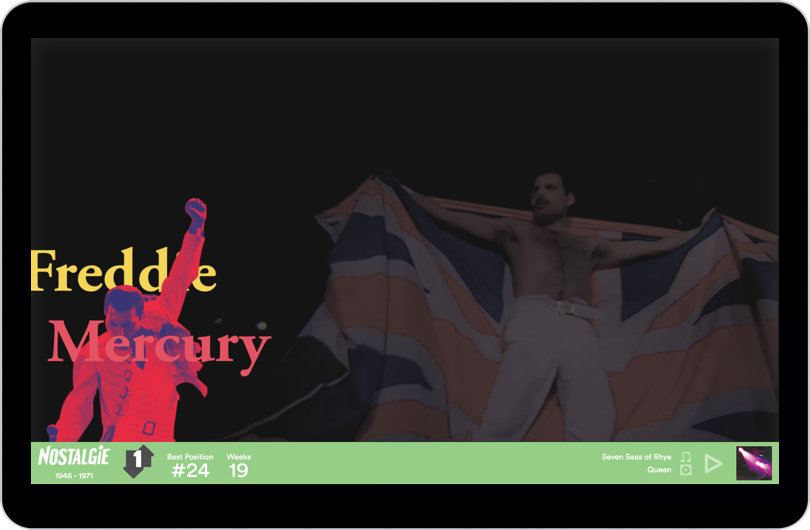 Freddie
Mercury
NOSTALGIE
1946 - 1971
1
Best Position
#24
Weeks
19
Seven Seas of Rhye
Queen